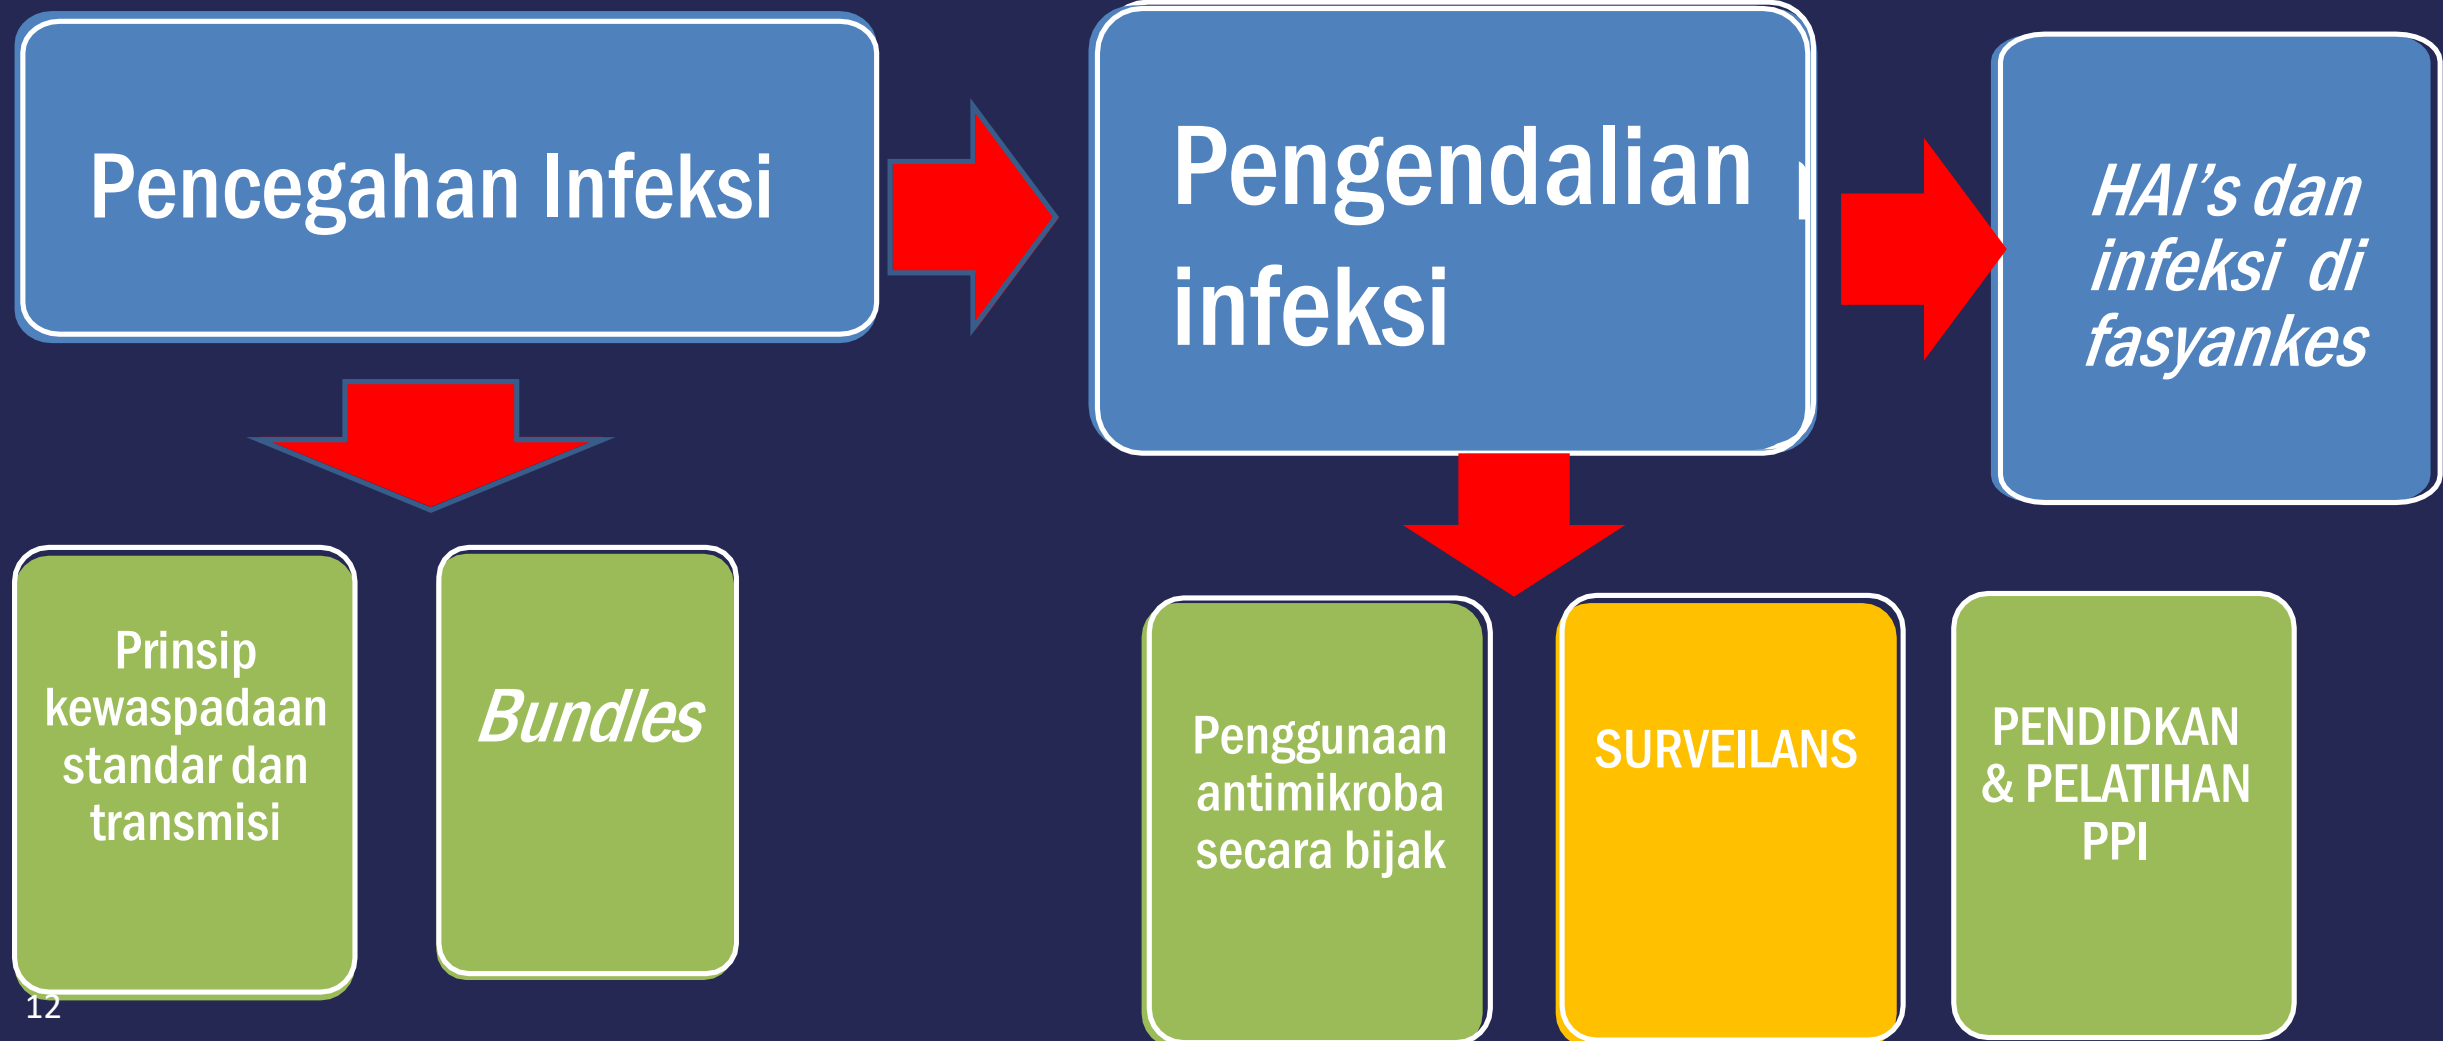 Pencegahan Infeksi
Pengendalian
infeksi
HAI's dan
infeksi di
fasyankes
Prinsip
kewaspadaan
standar dan
transmisi
Bundles
Penggunaan
antimikroba
secara bijak
SURVEILANS
PENDIDKAN
& PELATIHAN
PPI
12